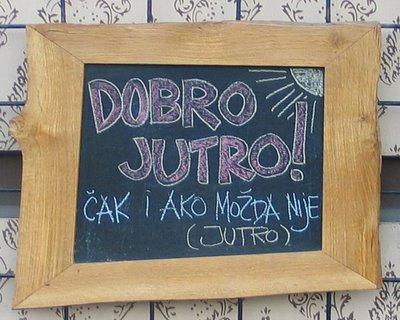 DOBRO
JUTRO!
ČAK I AKO MOŽDA NIJE
(JUTRO)